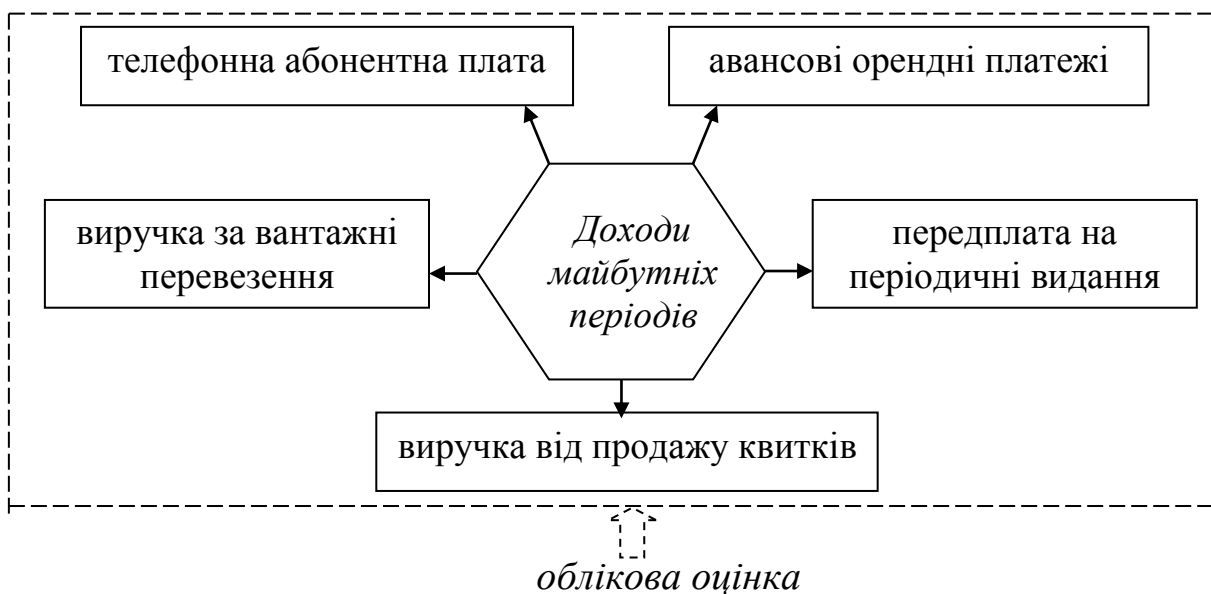 телефонна абонентна плата
авансові орендні платежі
виручка за вантажні
перевезення
Доходи
майбутніх
періодів
передплата на
періодичні видання
виручка від продажу квитків
облікова оцінка